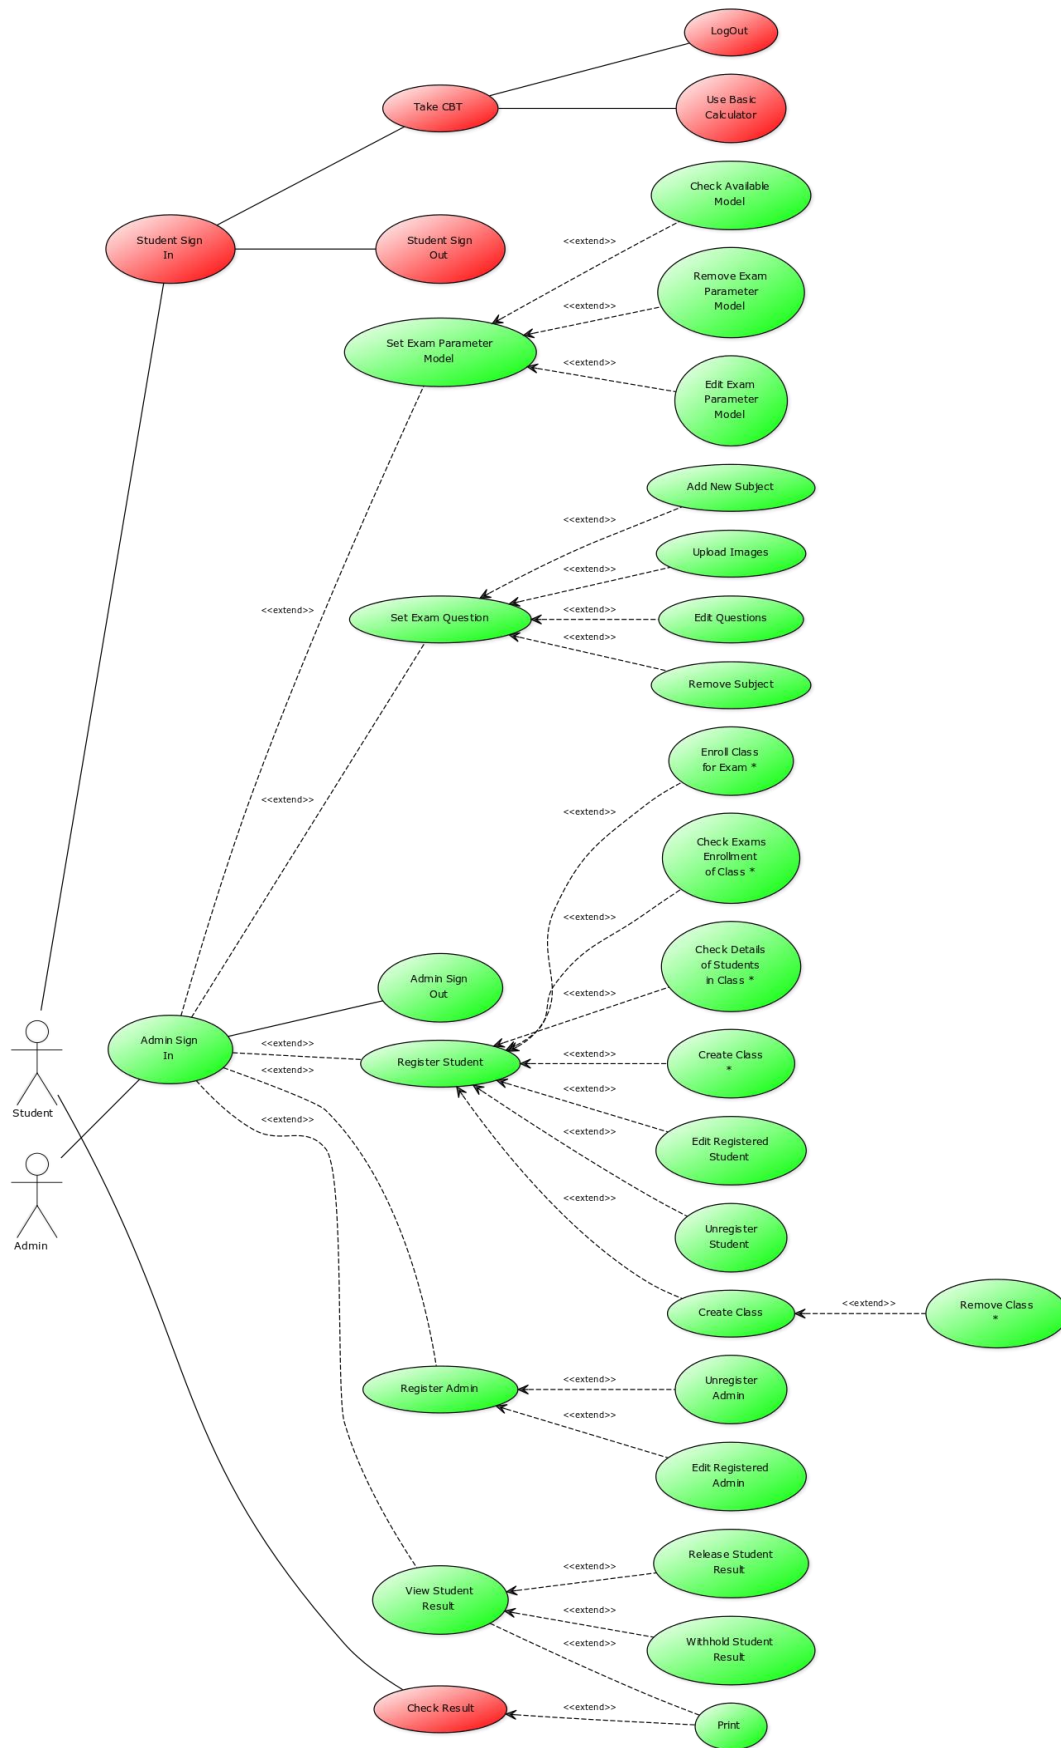 LogOut
Take CBT
Use Basic
Calculator
Check Available
Model
Student Sign
In
Student Sign
Out
<<extend>>
Remove Exam
Parameter
Model
<<extend>>
Set Exam Parameter
Model
<<extend>>
Edit Exam
Parameter
Model
Add New Subject
<<extend>>
Upload Images
<<extend>>
<<extend>>
<<extend>>
Set Exam Question
Edit Questions
<<extend>>
Remove Subject
Enroll Class
for Exam *
<<extend>>
<<extend>>
Check Exams
Enrollment
of Class *
<<extend>>
Check Details
of Students
in Class *
Admin Sign
Out
<<extend>>
Admin Sign
In
<<extend>>
<<extend>>
Register Student
<<extend>>
Create Class
*
<<extend>>
Student
<<extend>>
<<extend>>
Edit Registered
Student
Admin
<<extend>>
Unregister
Student
Create Class
<<extend>>
Remove Class
*
Register Admin
<<extend>>
Unregister
Admin
<<extend>>
Edit Registered
Admin
<<extend>>
Release Student
Result
View Student
Result
<<extend>>
<<extend>>
Withhold Student
Result
Check Result
<<extend>>
Print